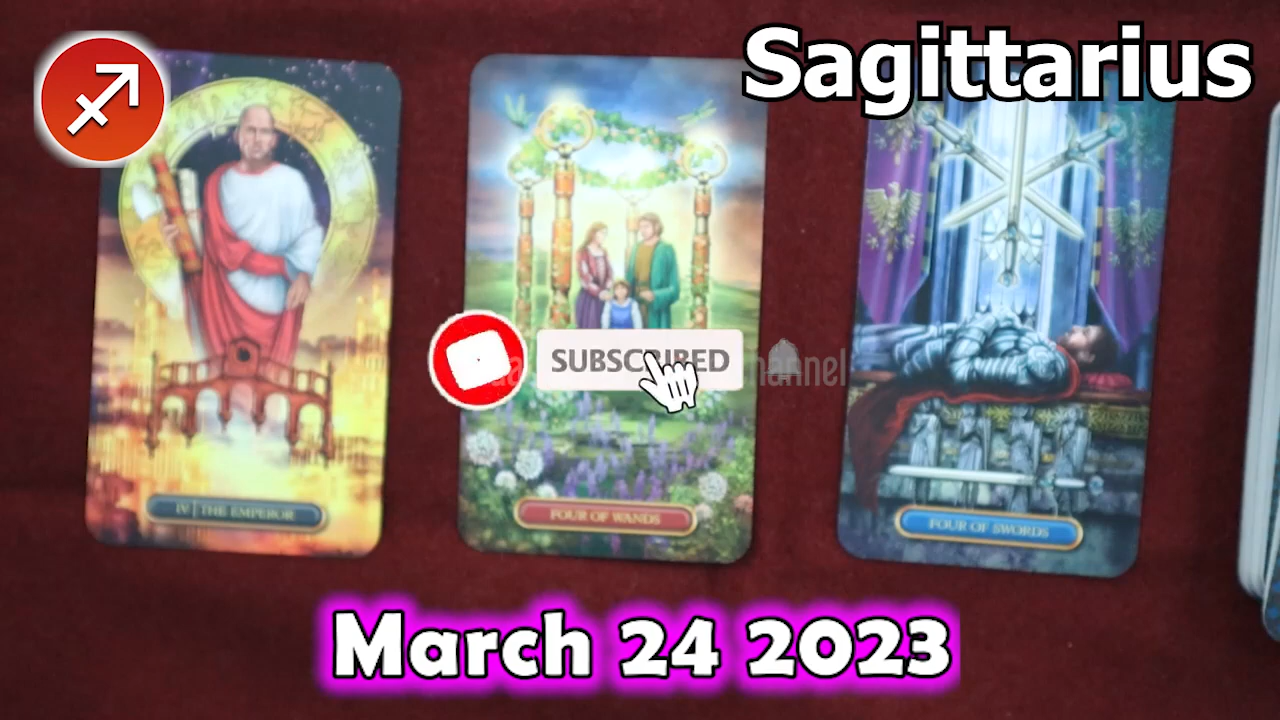 Sagittarius
SUBSCRIBED
IV THE EMPEROR
FOUR OF WANDS
FOUR OF SWORDS
March 24 2023